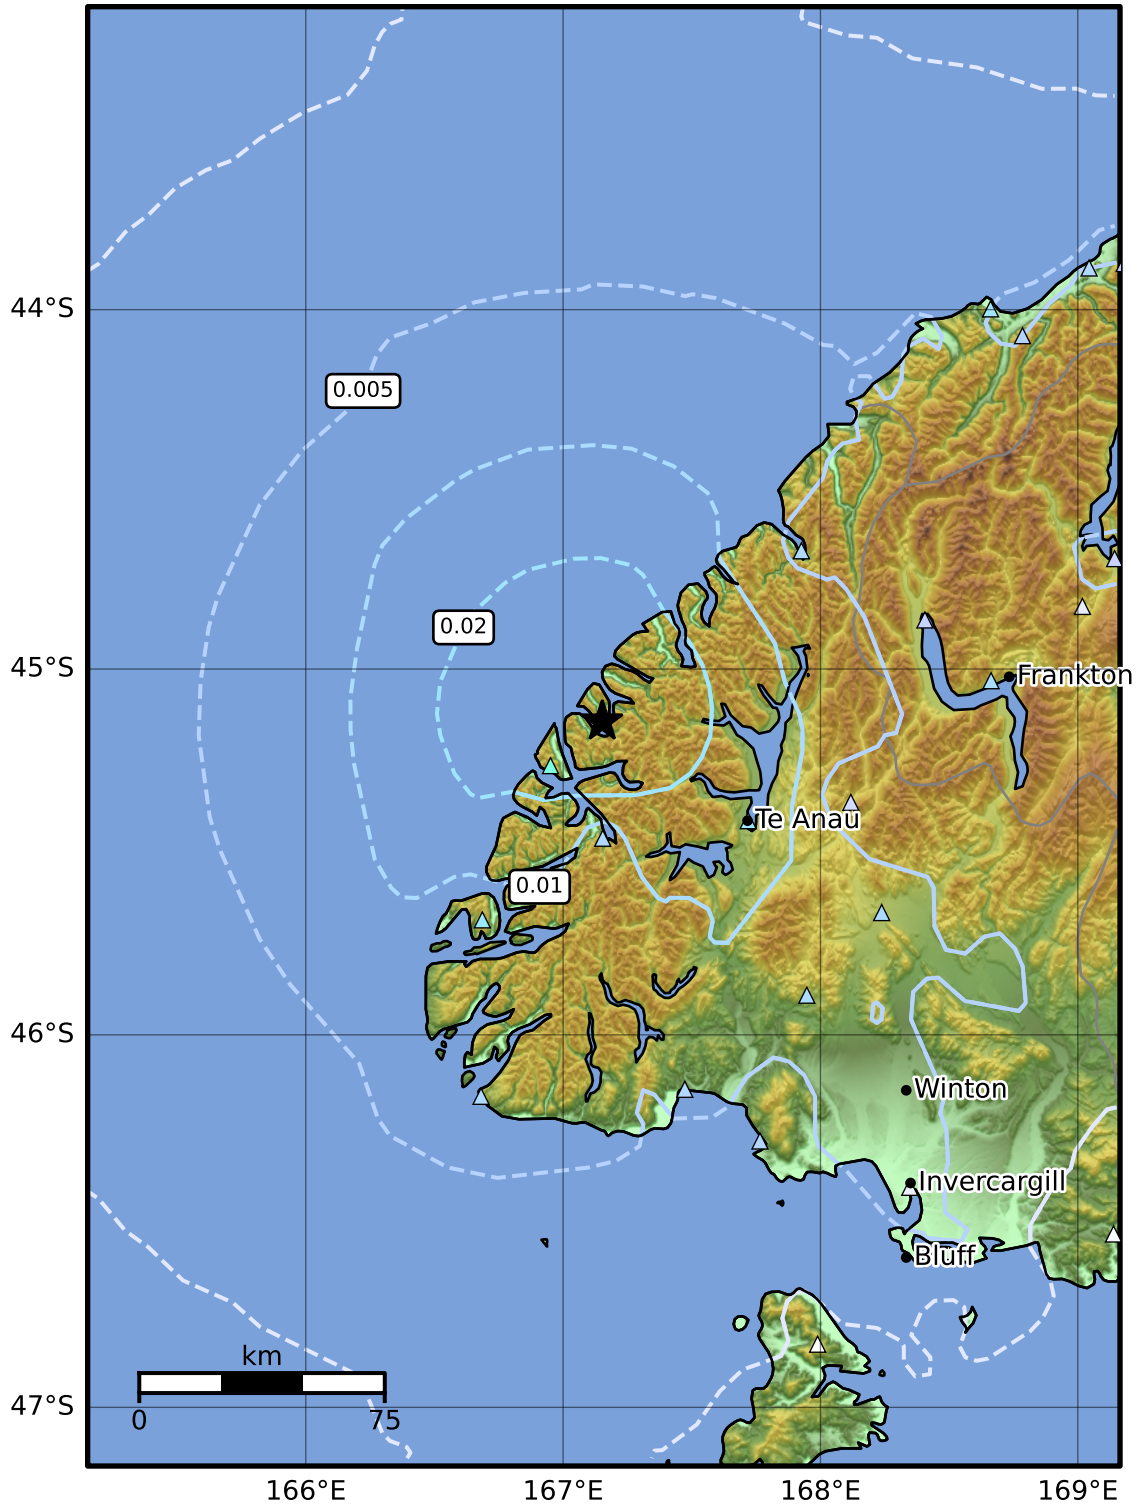 44°S
0.005
0.02
45°S
Frankton
Te Anau
0.01
46°S
Winton
Invercargill
Bluff
km
0 75
47°S
166°E 167°E 168°E 169°E